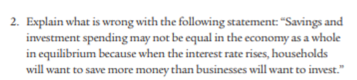 2. Explain what is wrong with the following statement: “Savings and
investment spending may not be equal in the economy as a whole
in equilibrium because when the interest rate rises, households
will want to save more money than businesses will want to invest.”